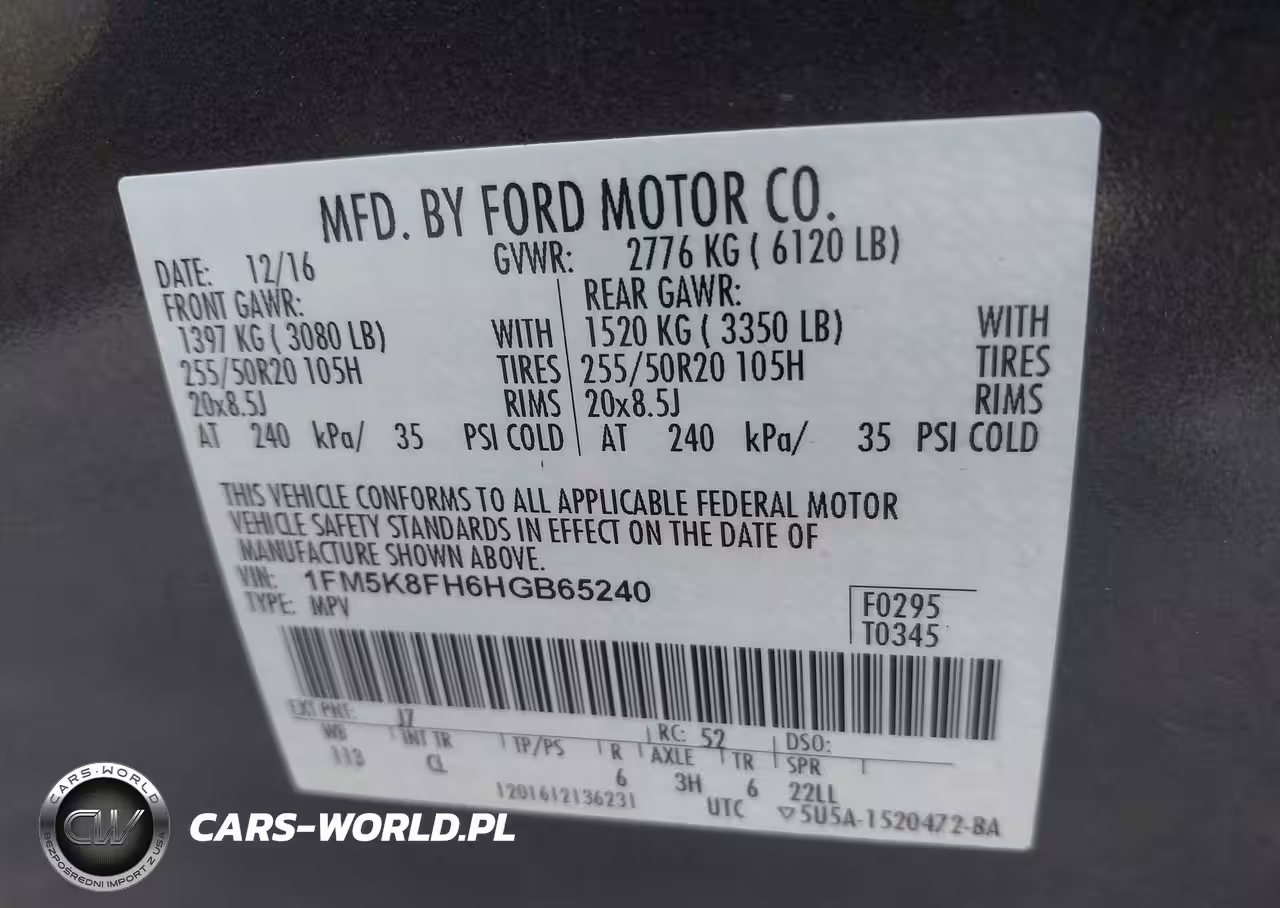 MFD. BY FORD MOTOR CO.
DATE: 12/16 GVWR: 2776 KG ( 6120 LB)
FRONT GAWR: REAR GAWR:
1397 KG ( 3080 LB) WITH 1520 KG ( 3350 LB) WITH
255/50R20 105H TIRES 255/50R20 105H TIRES
20x8.5J RIMS 20x8.5J RIMS
AT 240 kPa/ 35 PSI COLD AT 240 kPa/ 35 PSI COLD
THIS VEHICLE CONFORMS TO ALL APPLICABLE FEDERAL MOTOR
VEHICLE SAFETY STANDARDS IN EFFECT ON THE DATE OF
MANUFACTURE SHOWN ABOVE.
VIN: 1FM5K8FH6HGB65240
TYPE: MPV
F0295
T0345
EXT PNT: J7 RC: 52 DSO:
WB INT TR TP/PS R AXLE TR SPR
113 CL 6 3H 6 22LL
1201612136231 UTC ▽5U5A-1520472-BA
CARS-WORLD
CW
BEZPOŚREDNI IMPORT Z USA
CARS-WORLD.PL